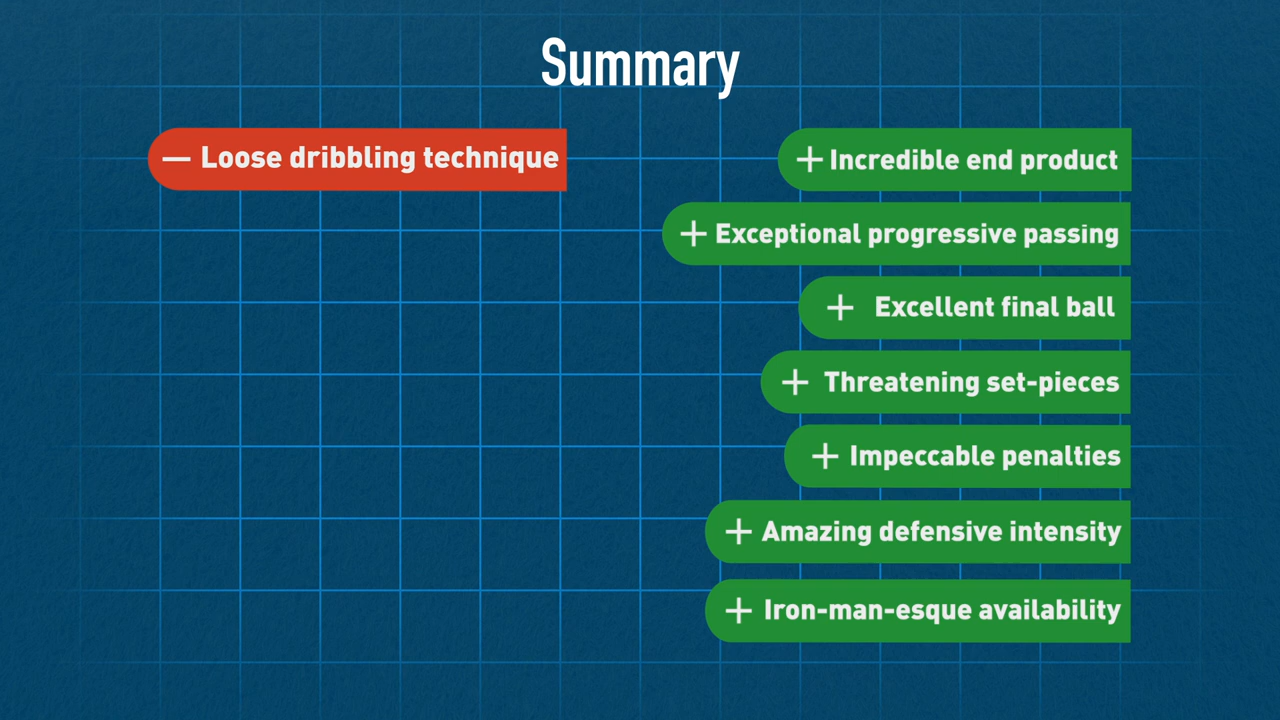 Summary
– Loose dribbling technique
+ Incredible end product
+ Exceptional progressive passing
+ Excellent final ball
+ Threatening set-pieces
+ Impeccable penalties
+ Amazing defensive intensity
+ Iron-man-esque availability